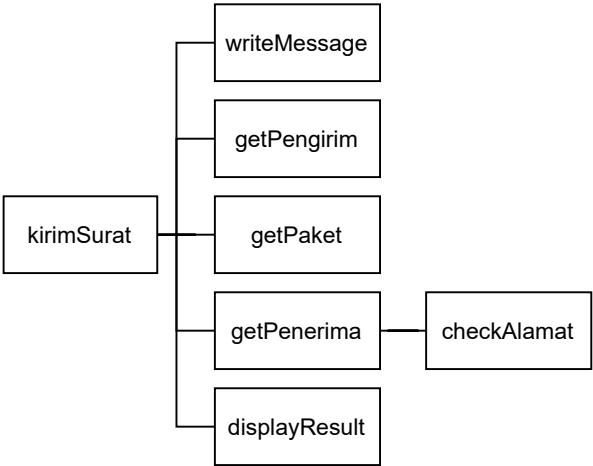 writeMessage
getPengirim
kirimSurat
getPaket
getPenerima
checkAlamat
displayResult